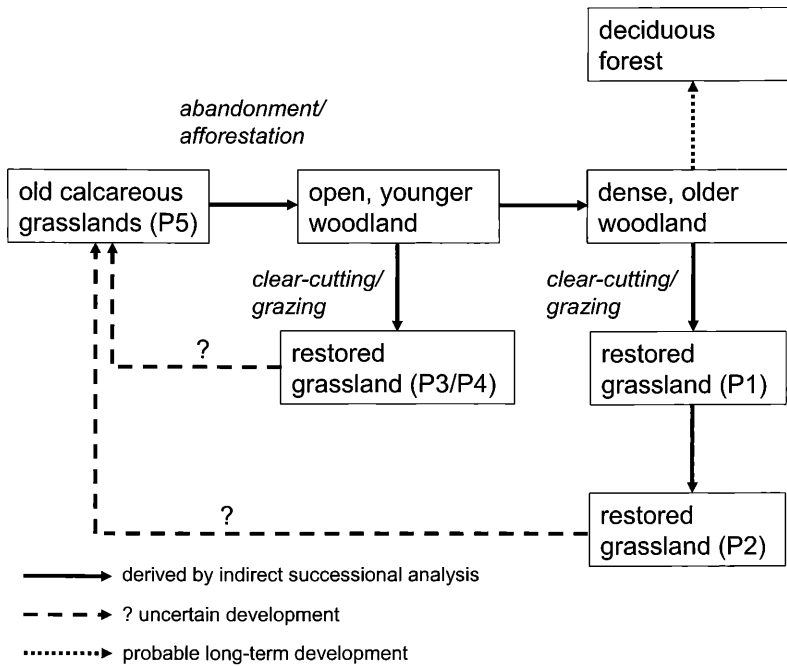 deciduous
forest
abandonment/
afforestation
old calcareous
grasslands (P5)
open, younger
woodland
dense, older
woodland
clear-cutting/
grazing
clear-cutting/
grazing
?
restored
grassland (P3/P4)
restored
grassland (P1)
?
restored
grassland (P2)
derived by indirect successional analysis
? uncertain development
probable long-term development